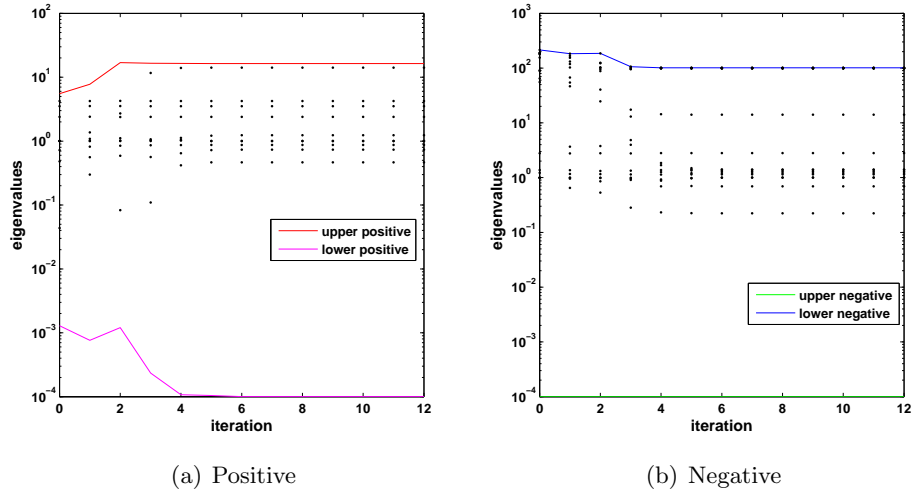 10^2
10^1
10^0
10^-1
10^-2
10^-3
10^-4
eigenvalues
0 2 4 6 8 10 12
iteration
upper positive
lower positive
(a) Positive
10^3
10^2
10^1
10^0
10^-1
10^-2
10^-3
10^-4
eigenvalues
0 2 4 6 8 10 12
iteration
upper negative
lower negative
(b) Negative